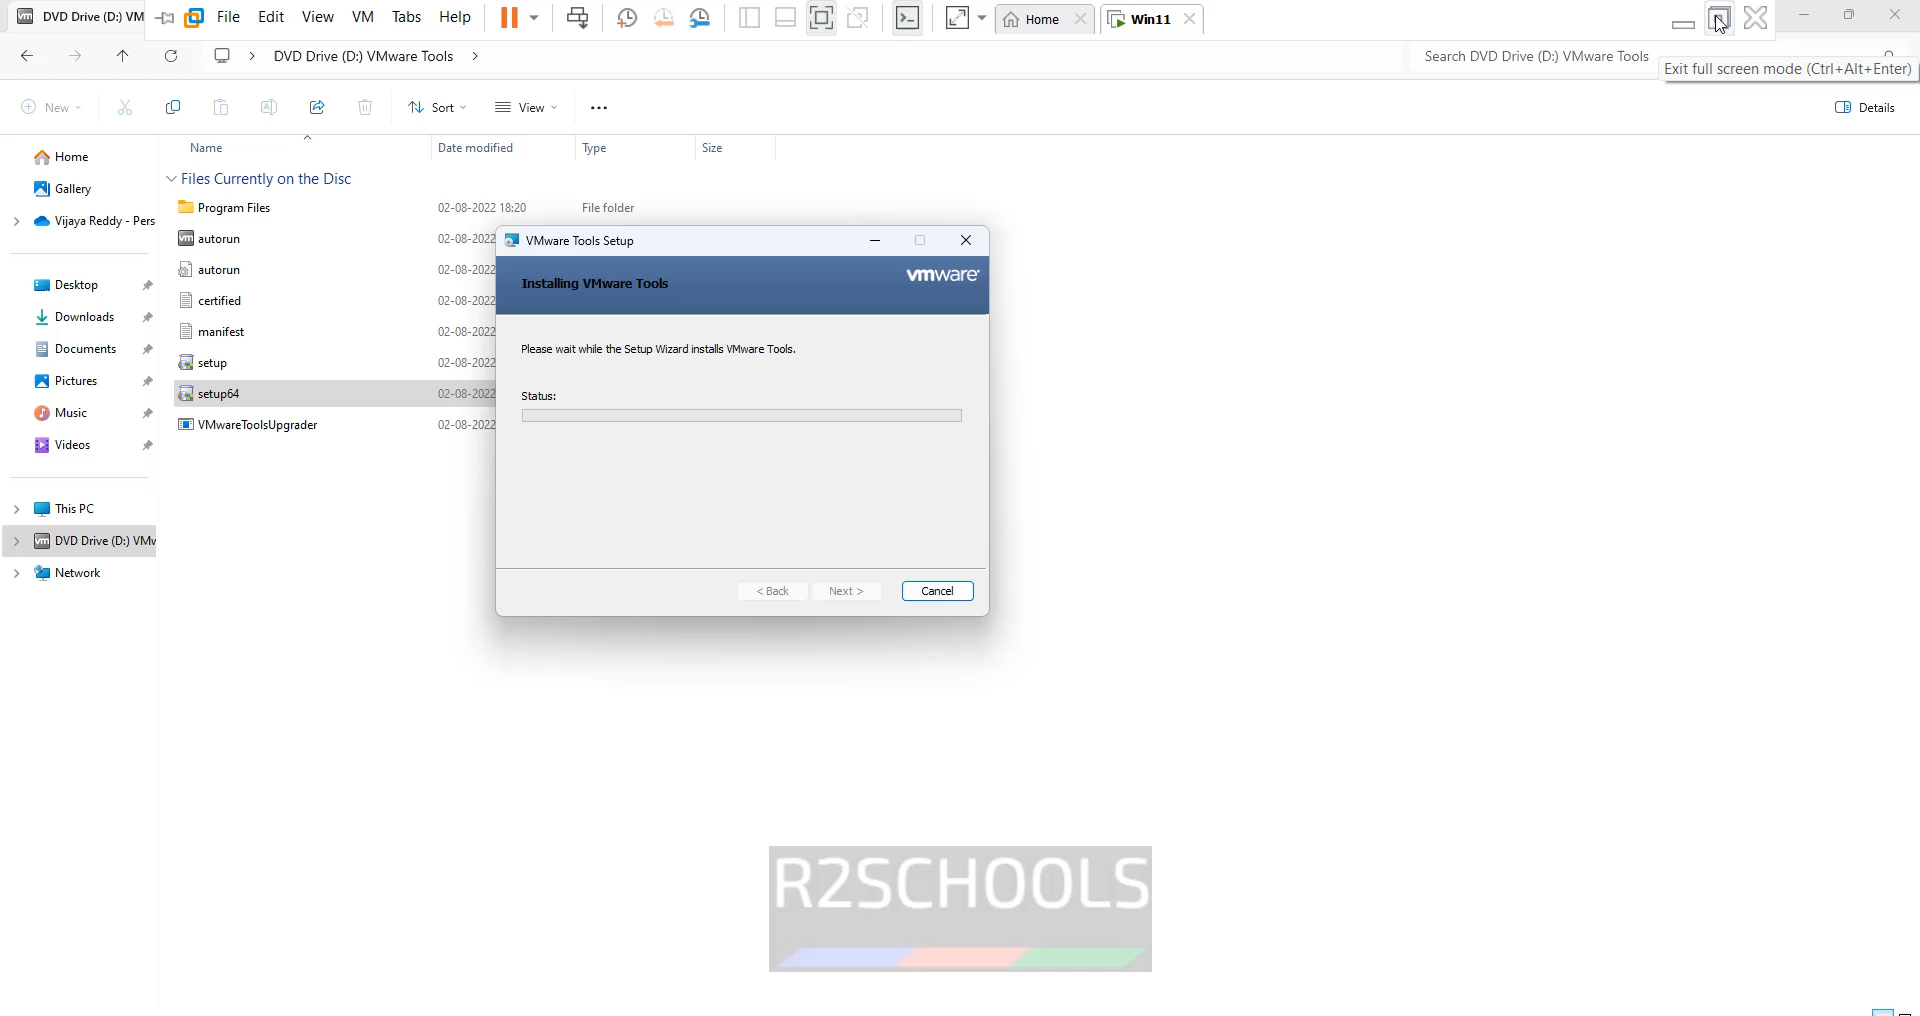 DVD Drive (D:) VM
File Edit View VM Tabs Help
Home
Win11
DVD Drive (D:) VMware Tools
Search DVD Drive (D:) VMware Tools
Exit full screen mode (Ctrl+Alt+Enter)
New
Sort
View
Details
Name Date modified Type Size
Home
Gallery
Vijaya Reddy - Pers
Desktop
Downloads
Documents
Pictures
Music
Videos
This PC
DVD Drive (D:) VMw
Network
Files Currently on the Disc
Program Files 02-08-2022 18:20 File folder
autorun 02-08-2022
autorun 02-08-2022
certified 02-08-2022
manifest 02-08-2022
setup 02-08-2022
setup64 02-08-2022
VMwareToolsUpgrader 02-08-2022
VMware Tools Setup
Installing VMware Tools
vmware
Please wait while the Setup Wizard installs VMware Tools.
Status:
< Back Next > Cancel
R2SCHOOLS